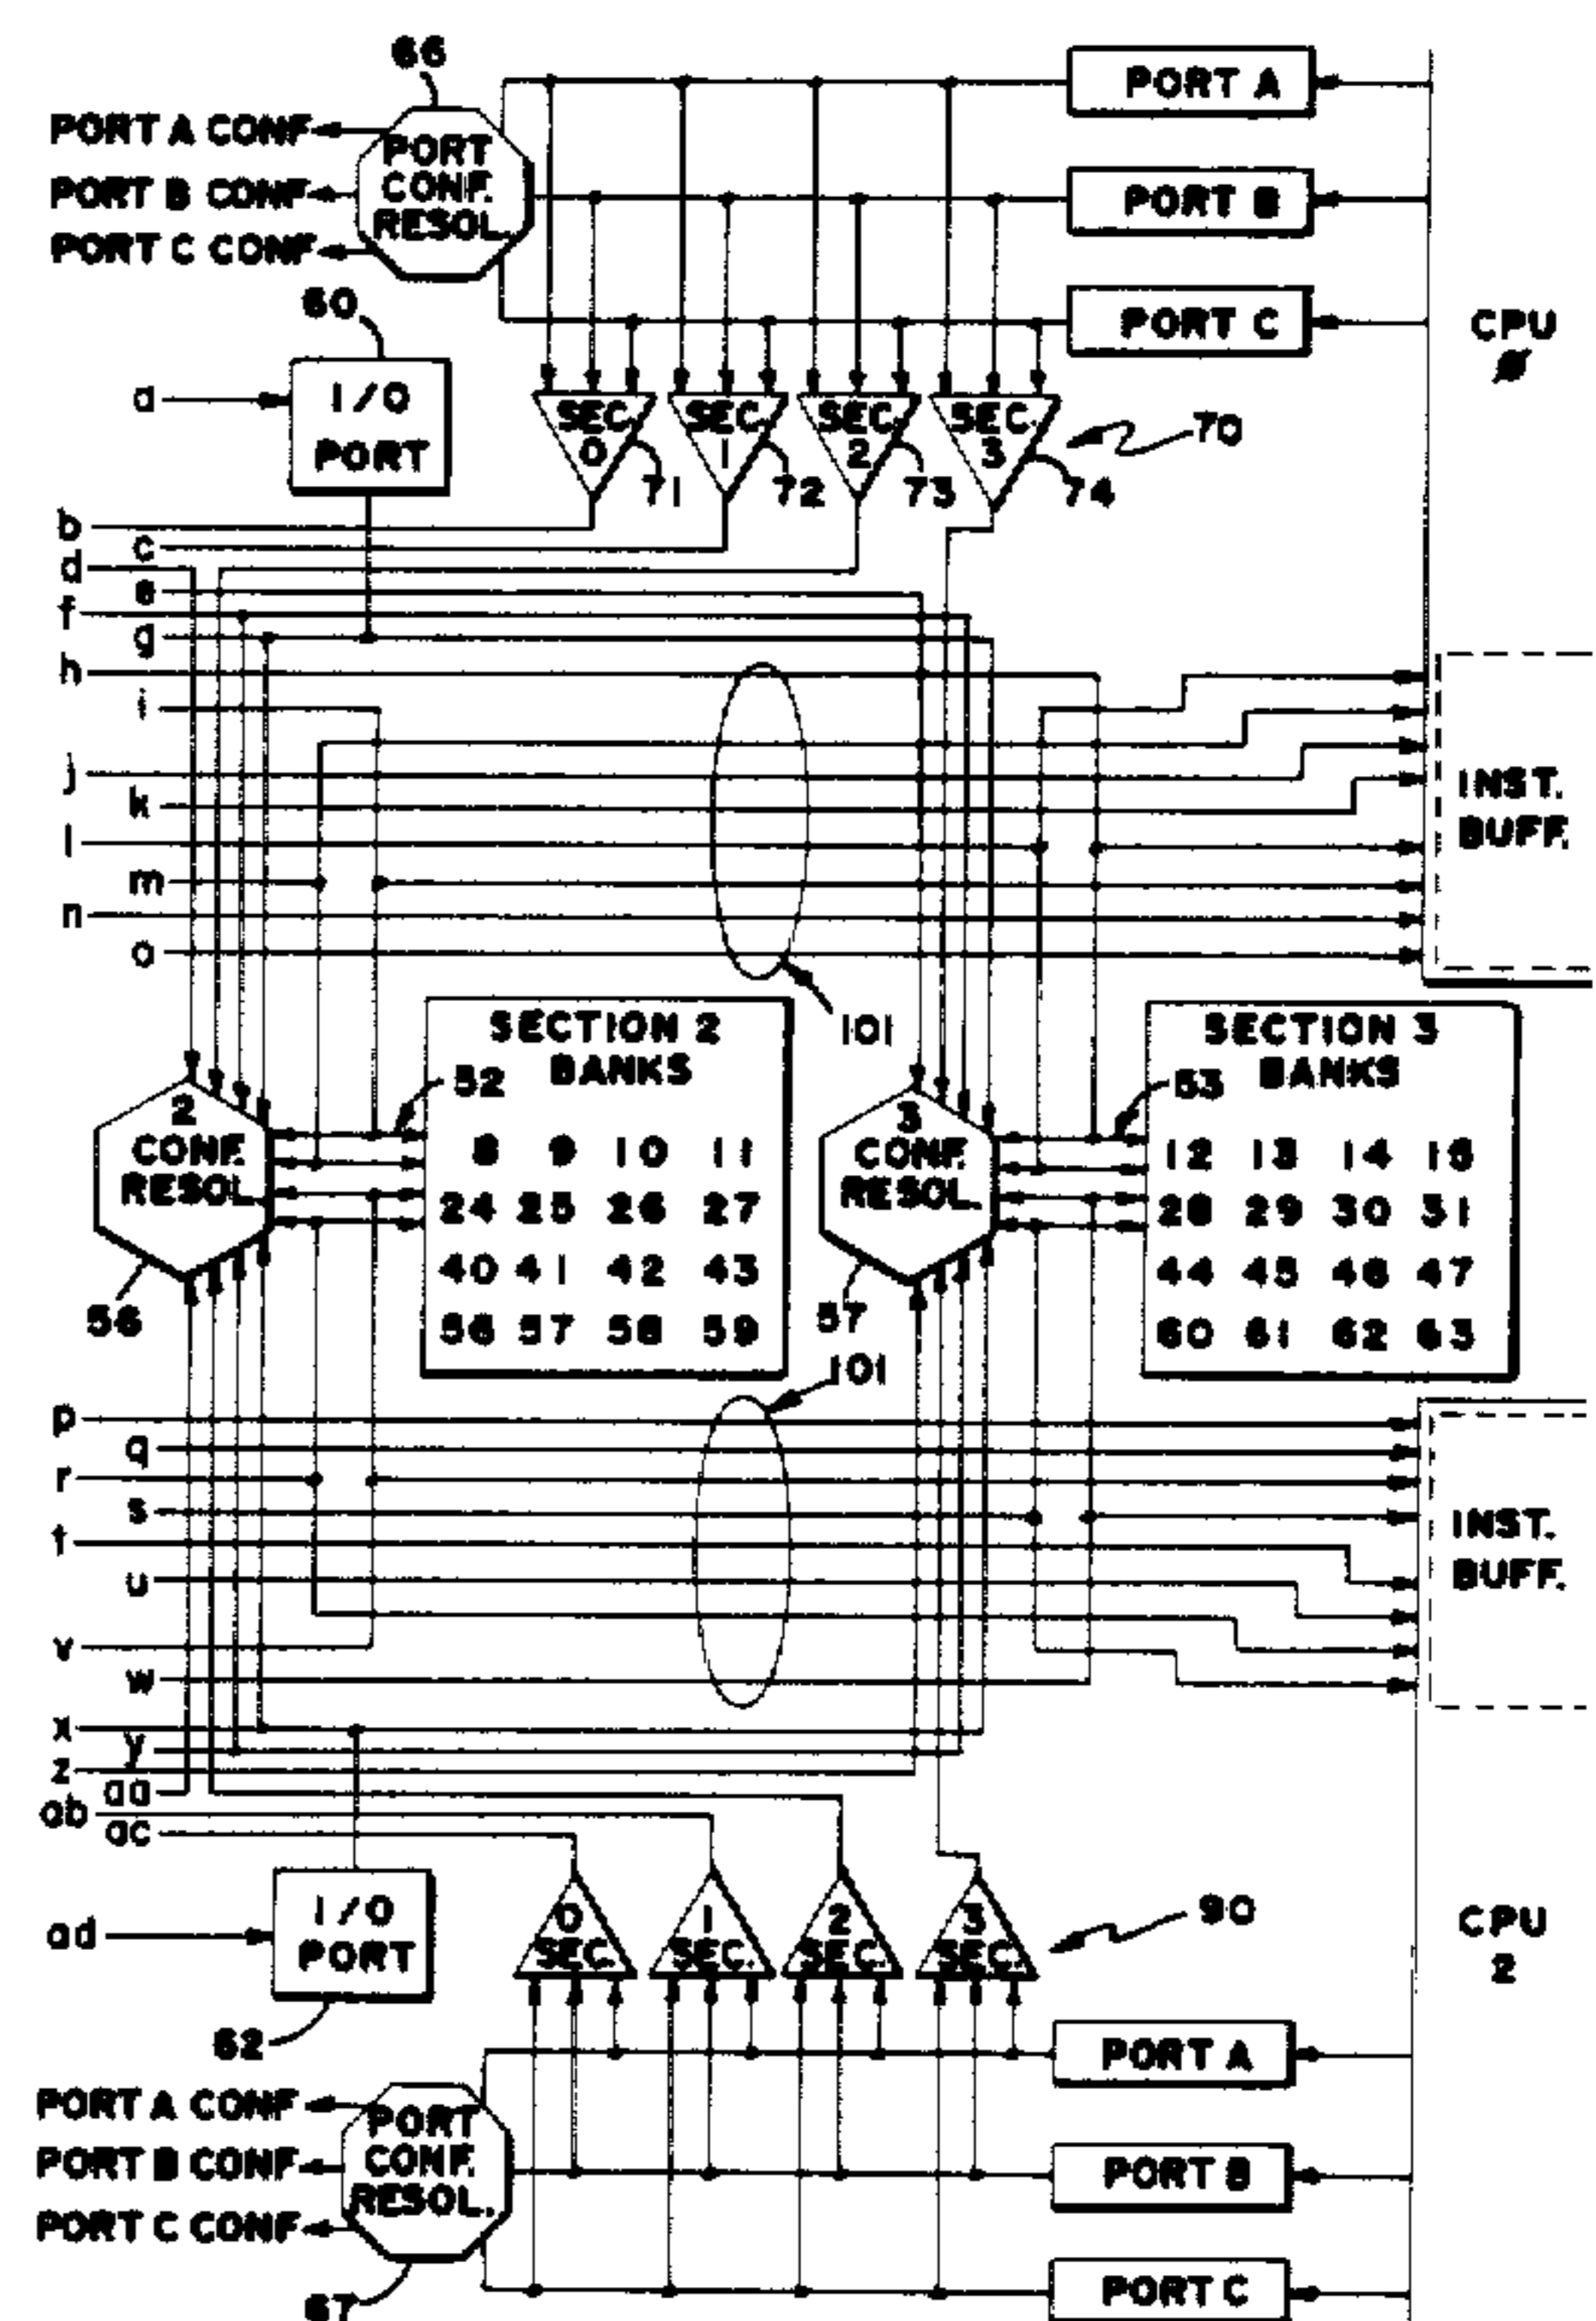 66
PORT A CONF
PORT B CONF
PORT C CONF
PORT
CONF.
RESOL.
PORT A
PORT B
PORT C
CPU
0
60
a
I/O
PORT
SEC.
0
SEC.
1
SEC.
2
SEC.
3
70
71
72
73
74
b
c
d
e
f
g
h
i
j
k
l
m
n
o
INST.
BUFF.
101
SECTION 2
BANKS
52
8 9 10 11
24 25 26 27
40 41 42 43
56 57 58 59
2
CONF.
RESOL.
56
SECTION 3
BANKS
53
12 13 14 15
28 29 30 31
44 45 46 47
60 61 62 63
3
CONF.
RESOL.
57
101
p
q
r
s
t
u
v
w
x
y
z
aa
ab
ac
INST.
BUFF.
ad
I/O
PORT
62
0
SEC.
1
SEC.
2
SEC.
3
SEC.
90
CPU
2
PORT A CONF
PORT B CONF
PORT C CONF
PORT
CONF.
RESOL.
67
PORT A
PORT B
PORT C